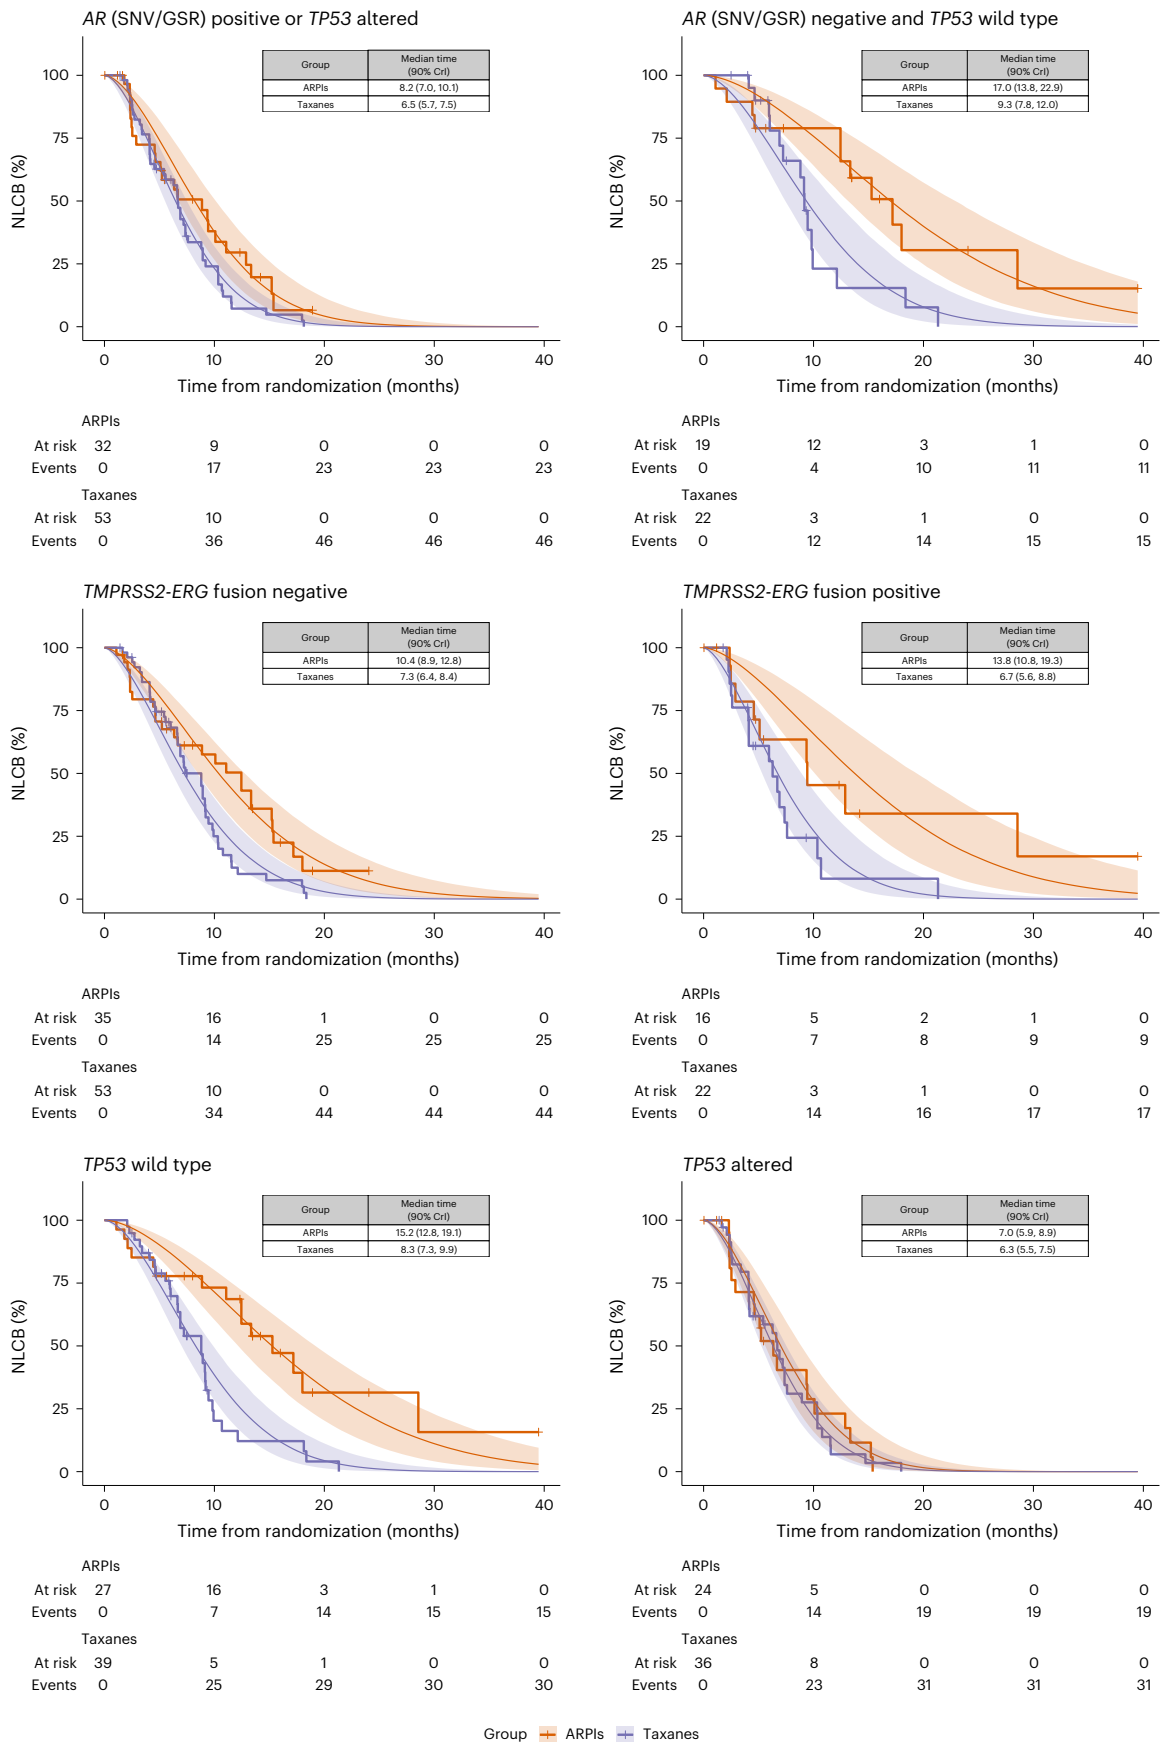 AR (SNV/GSR) positive or TP53 altered
Group Median time (90% CrI)
ARPIs 8.2 (7.0, 10.1)
Taxanes 6.5 (5.7, 7.5)
NLCB (%)
100
75
50
25
0
0 10 20 30 40
Time from randomization (months)
ARPIs
At risk 32 9 0 0 0
Events 0 17 23 23 23
Taxanes
At risk 53 10 0 0 0
Events 0 36 46 46 46
AR (SNV/GSR) negative and TP53 wild type
Group Median time (90% CrI)
ARPIs 17.0 (13.8, 22.9)
Taxanes 9.3 (7.8, 12.0)
NLCB (%)
100
75
50
25
0
0 10 20 30 40
Time from randomization (months)
ARPIs
At risk 19 12 3 1 0
Events 0 4 10 11 11
Taxanes
At risk 22 3 1 0 0
Events 0 12 14 15 15
TMPRSS2-ERG fusion negative
Group Median time (90% CrI)
ARPIs 10.4 (8.9, 12.8)
Taxanes 7.3 (6.4, 8.4)
NLCB (%)
100
75
50
25
0
0 10 20 30 40
Time from randomization (months)
ARPIs
At risk 35 16 1 0 0
Events 0 14 25 25 25
Taxanes
At risk 53 10 0 0 0
Events 0 34 44 44 44
TMPRSS2-ERG fusion positive
Group Median time (90% CrI)
ARPIs 13.8 (10.8, 19.3)
Taxanes 6.7 (5.6, 8.8)
NLCB (%)
100
75
50
25
0
0 10 20 30 40
Time from randomization (months)
ARPIs
At risk 16 5 2 1 0
Events 0 7 8 9 9
Taxanes
At risk 22 3 1 0 0
Events 0 14 16 17 17
TP53 wild type
Group Median time (90% CrI)
ARPIs 15.2 (12.8, 19.1)
Taxanes 8.3 (7.3, 9.9)
NLCB (%)
100
75
50
25
0
0 10 20 30 40
Time from randomization (months)
ARPIs
At risk 27 16 3 1 0
Events 0 7 14 15 15
Taxanes
At risk 39 5 1 0 0
Events 0 25 29 30 30
TP53 altered
Group Median time (90% CrI)
ARPIs 7.0 (5.9, 8.9)
Taxanes 6.3 (5.5, 7.5)
NLCB (%)
100
75
50
25
0
0 10 20 30 40
Time from randomization (months)
ARPIs
At risk 24 5 0 0 0
Events 0 14 19 19 19
Taxanes
At risk 36 8 0 0 0
Events 0 23 31 31 31
Group ARPIs Taxanes